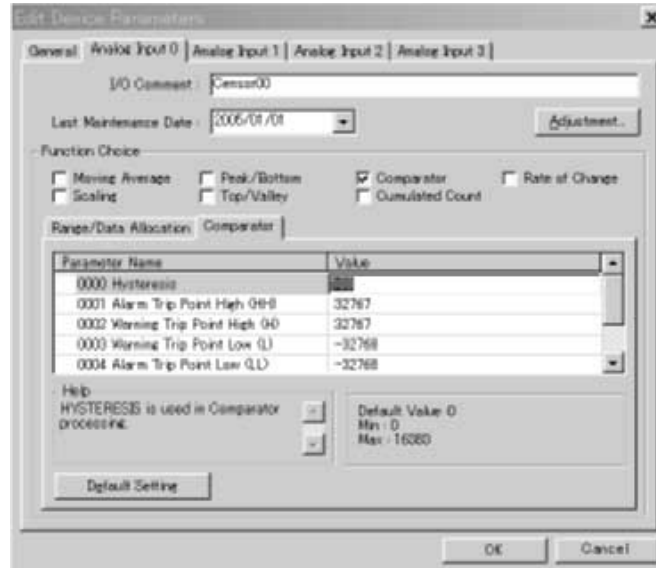 Edit Device Parameters
General Analog Input 0 Analog Input 1 Analog Input 2 Analog Input 3
I/O Comment : Censor00
Last Maintenance Date : 2005/01/01 Adjustment..
Function Choice
Moving Average Peak/Bottom Comparator Rate of Change
Scaling Top/Valley Cumulated Count
Range/Data Allocation Comparator
Parameter Name Value
0000 Hysteresis
0001 Alarm Trip Point High (HH) 32767
0002 Warning Trip Point High (H) 32767
0003 Warning Trip Point Low (L) -32768
0004 Alarm Trip Point Low (LL) -32768
Help
HYSTERESIS is used in Comparator
processing.
Default Value 0
Min : 0
Max : 16380
Default Setting
OK Cancel